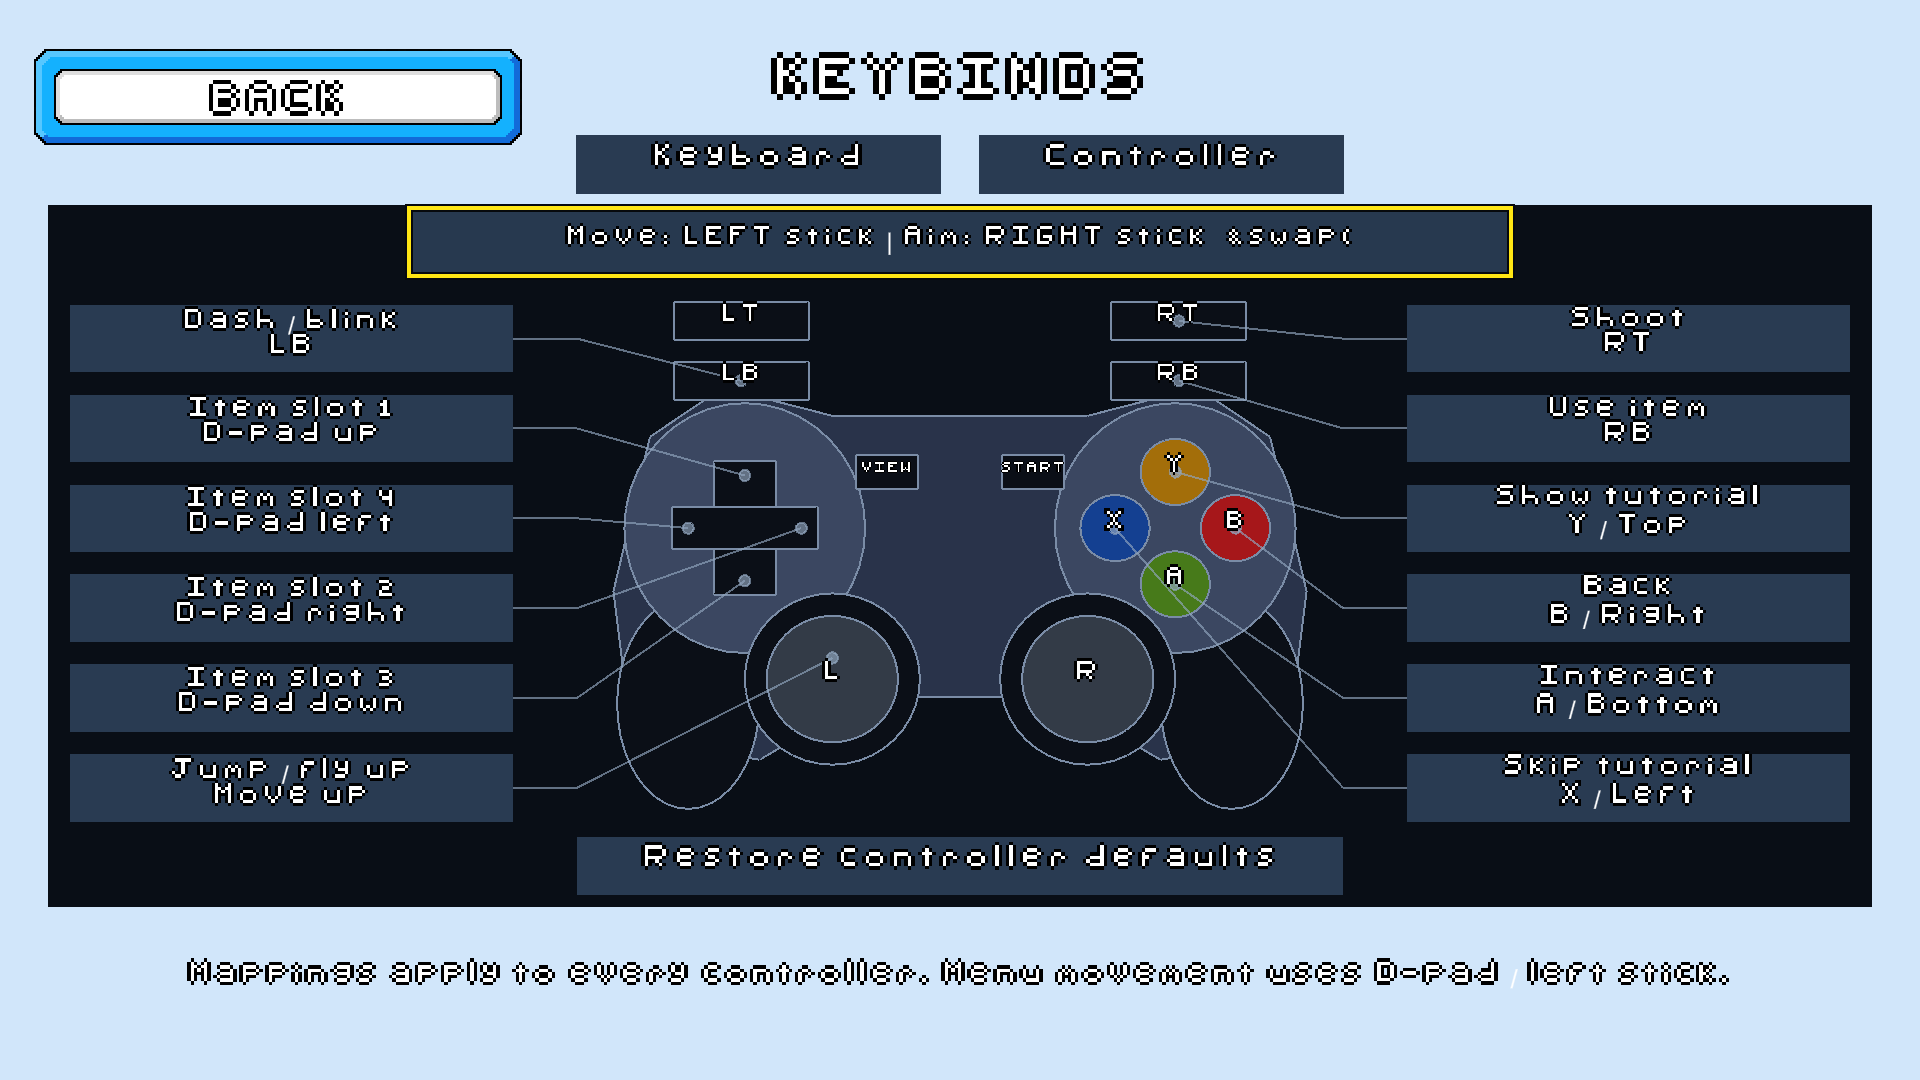 BACK
KEYBINDS
Keyboard
Controller
Move: LEFT stick | Aim: RIGHT stick &swap(
Dash / blink
LB
Item slot 1
D-pad up
Item slot 4
D-pad left
Item slot 2
D-pad right
Item slot 3
D-pad down
Jump / fly up
Move up
LT
LB
RT
RB
VIEW
START
Y
X
B
A
L
R
Shoot
RT
Use item
RB
Show tutorial
Y / Top
Back
B / Right
Interact
A / Bottom
Skip tutorial
X / Left
Restore controller defaults
Mappings apply to every controller. Menu movement uses D-pad / left stick.